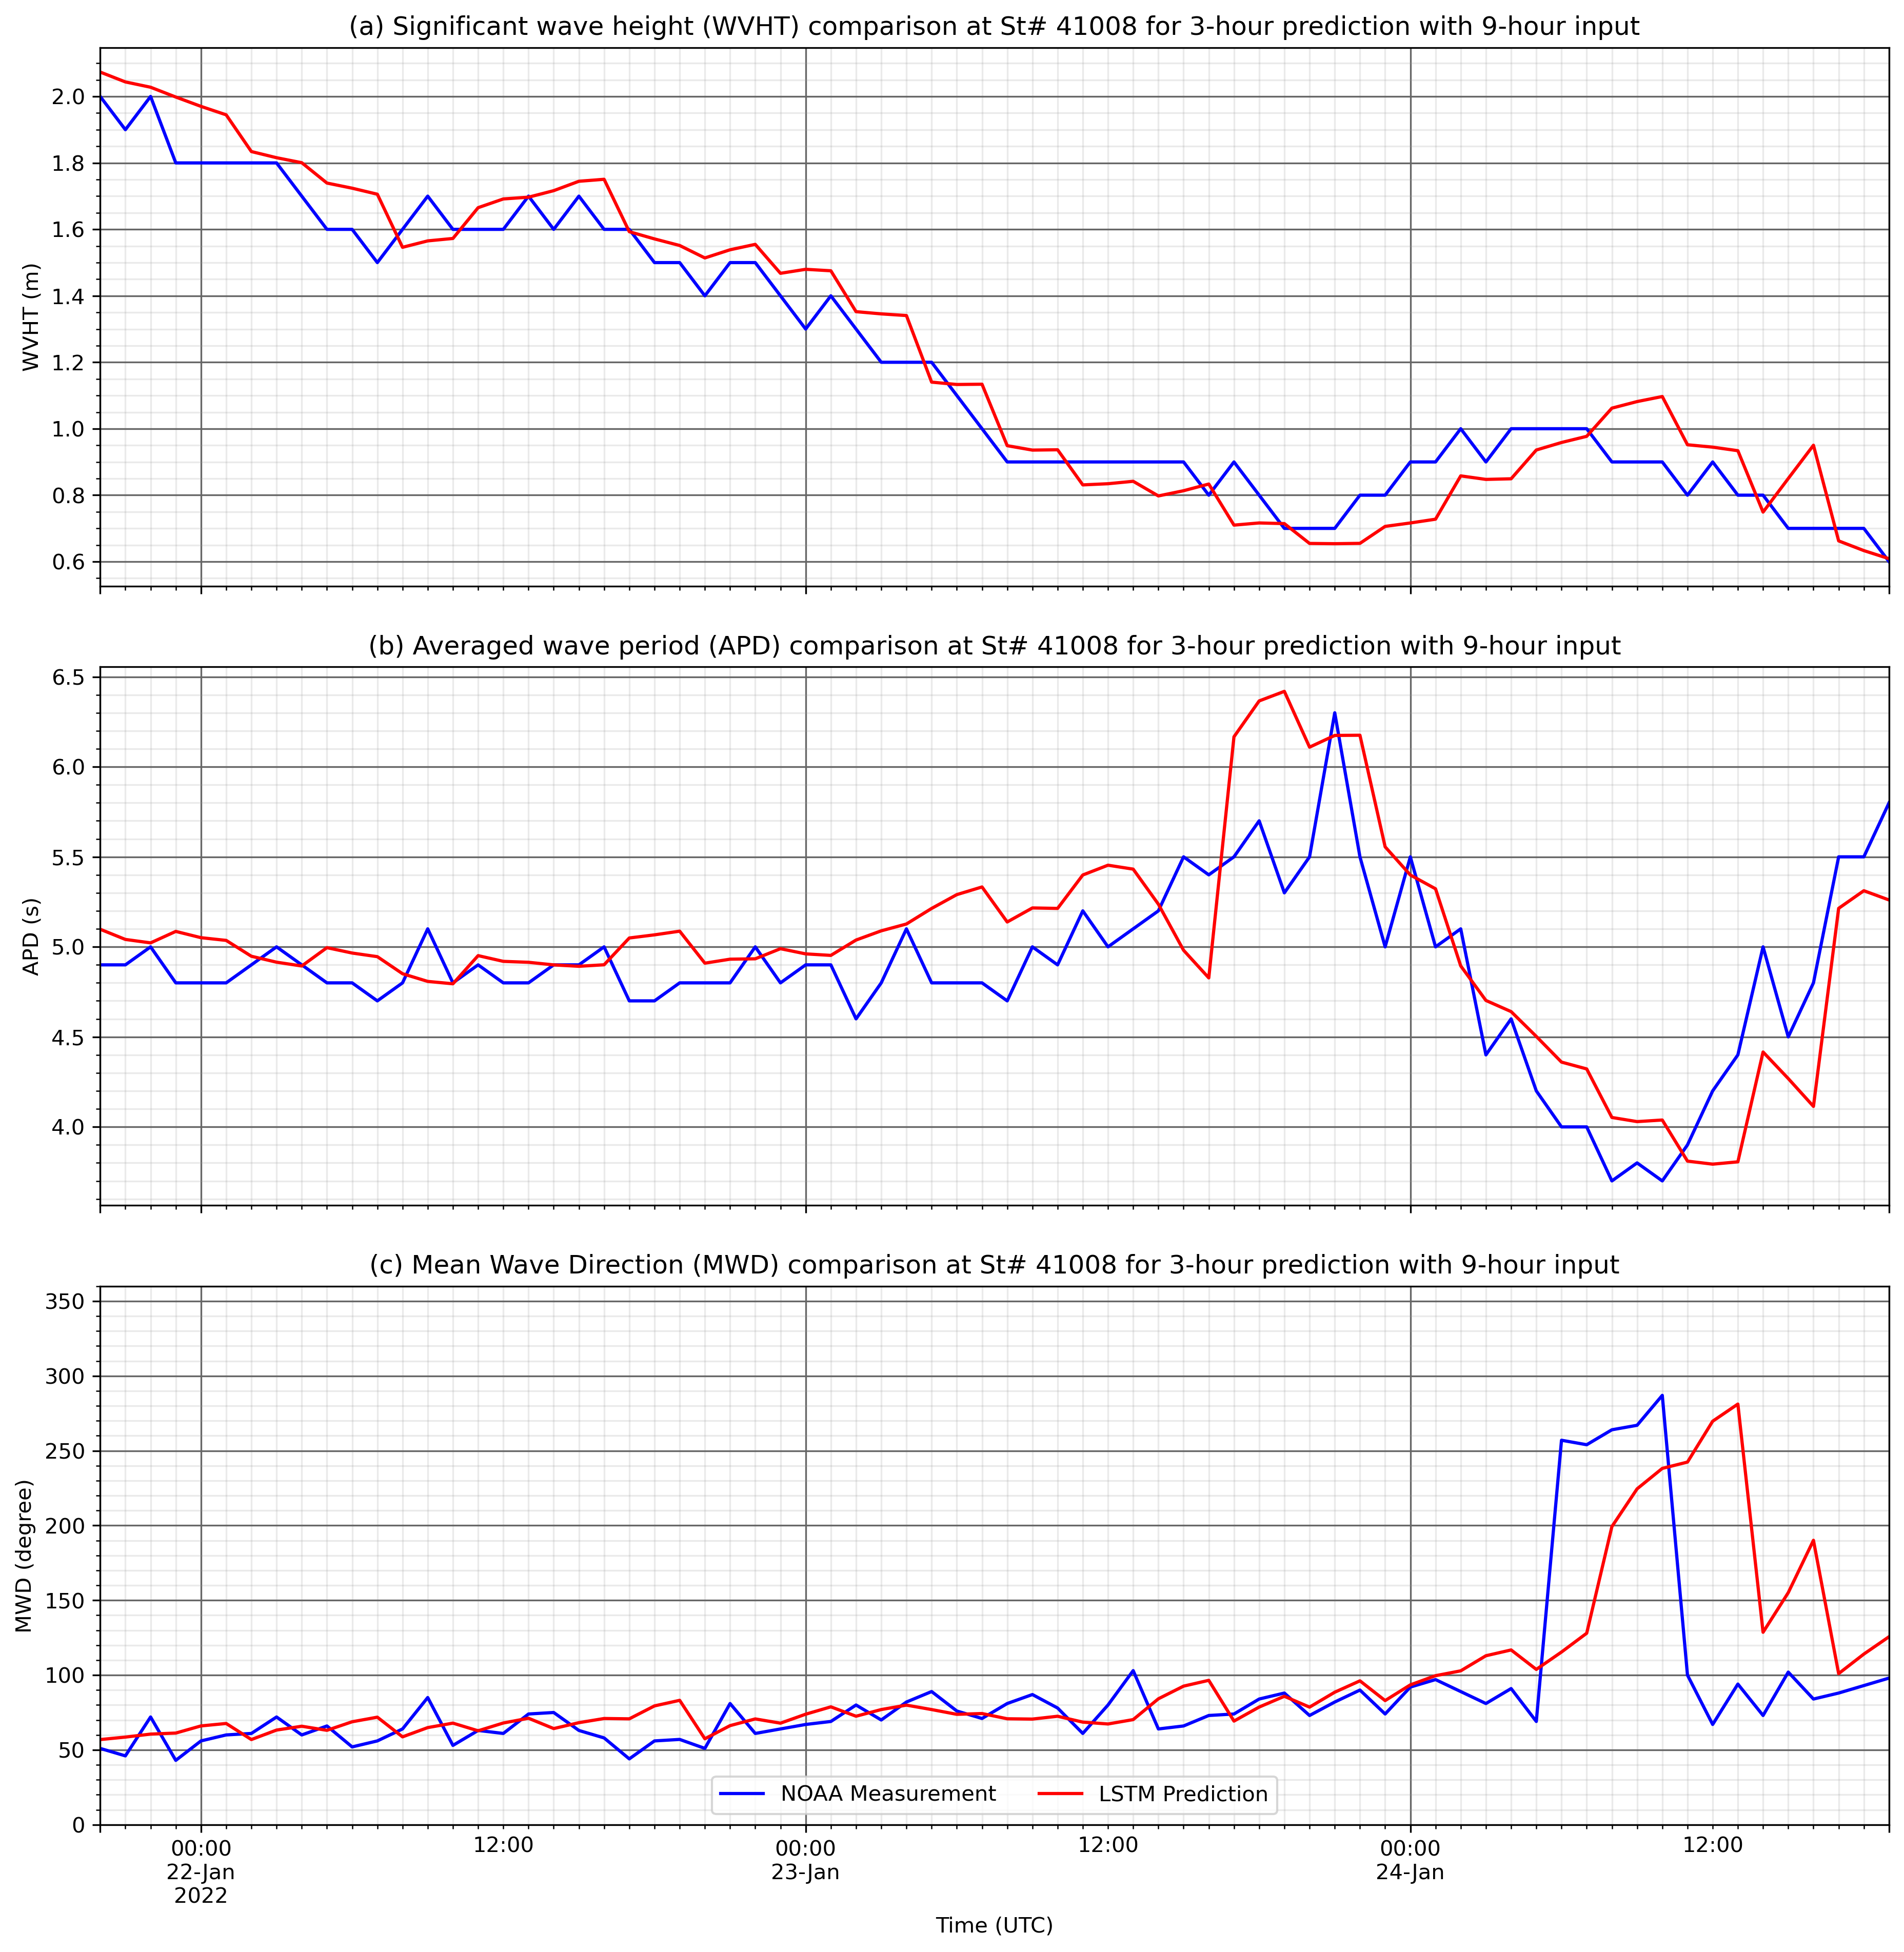 (a) Significant wave height (WVHT) comparison at St# 41008 for 3-hour prediction with 9-hour input
WVHT (m)
2.0
1.8
1.6
1.4
1.2
1.0
0.8
0.6
(b) Averaged wave period (APD) comparison at St# 41008 for 3-hour prediction with 9-hour input
APD (s)
6.5
6.0
5.5
5.0
4.5
4.0
(c) Mean Wave Direction (MWD) comparison at St# 41008 for 3-hour prediction with 9-hour input
MWD (degree)
350
300
250
200
150
100
50
0
NOAA Measurement LSTM Prediction
00:00 12:00 00:00 12:00 00:00 12:00
22-Jan 23-Jan 24-Jan
2022
Time (UTC)